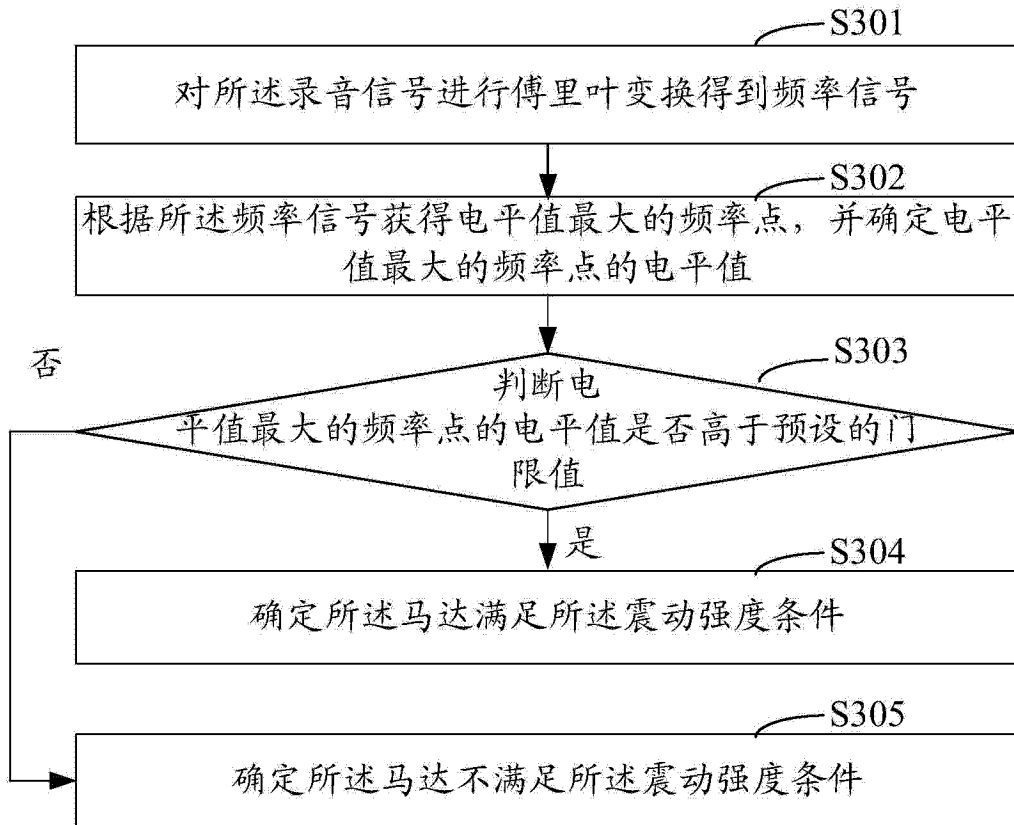 S301
对所述录音信号进行傅里叶变换得到频率信号
S302
根据所述频率信号获得电平值最大的频率点，并确定电平
值最大的频率点的电平值
S303
否
判断电
平值最大的频率点的电平值是否高于预设的门
限值
是
S304
确定所述马达满足所述震动强度条件
S305
确定所述马达不满足所述震动强度条件